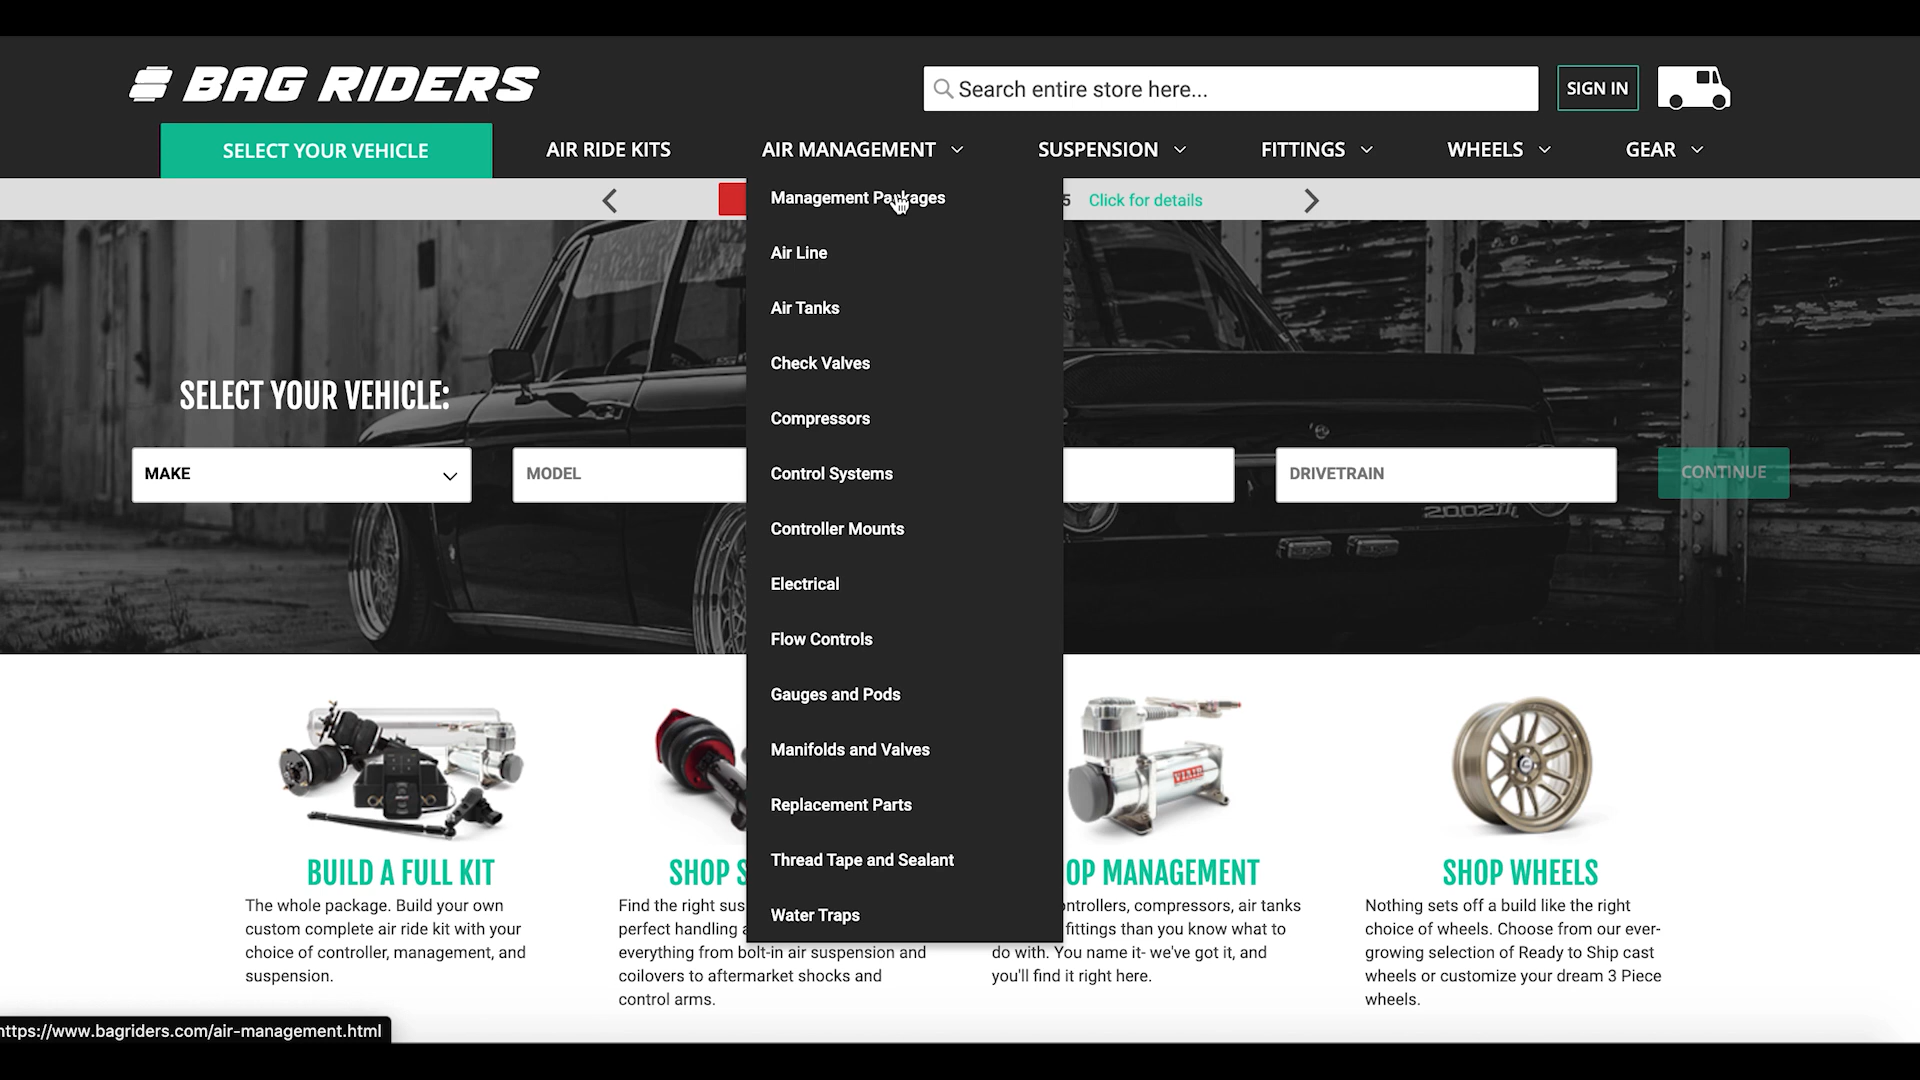 BAG RIDERS
Search entire store here...
SIGN IN
SELECT YOUR VEHICLE
AIR RIDE KITS
AIR MANAGEMENT
SUSPENSION
FITTINGS
WHEELS
GEAR
5 Click for details
Management Packages
Air Line
Air Tanks
Check Valves
Compressors
Control Systems
Controller Mounts
Electrical
Flow Controls
Gauges and Pods
Manifolds and Valves
Replacement Parts
Thread Tape and Sealant
Water Traps
SELECT YOUR VEHICLE:
MAKE
MODEL
DRIVETRAIN
CONTINUE
2002tii
VIAIR
BUILD A FULL KIT
The whole package. Build your own
custom complete air ride kit with your
choice of controller, management, and
suspension.
SHOP S
Find the right sus
perfect handling a
everything from bolt-in air suspension and
coilovers to aftermarket shocks and
control arms.
OP MANAGEMENT
ntrollers, compressors, air tanks
fittings than you know what to
do with. You name it- we've got it, and
you'll find it right here.
SHOP WHEELS
Nothing sets off a build like the right
choice of wheels. Choose from our ever-
growing selection of Ready to Ship cast
wheels or customize your dream 3 Piece
wheels.
https://www.bagriders.com/air-management.html